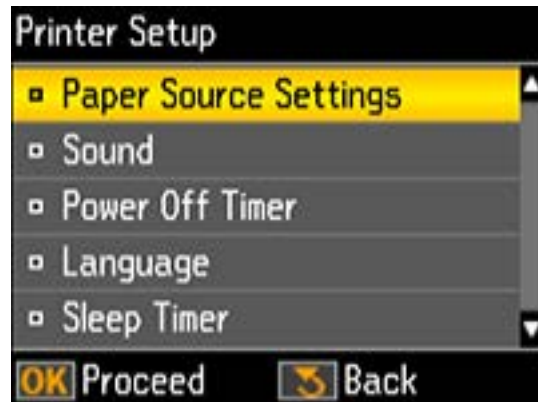 Printer Setup
Paper Source Settings
Sound
Power Off Timer
Language
Sleep Timer
OK Proceed Back